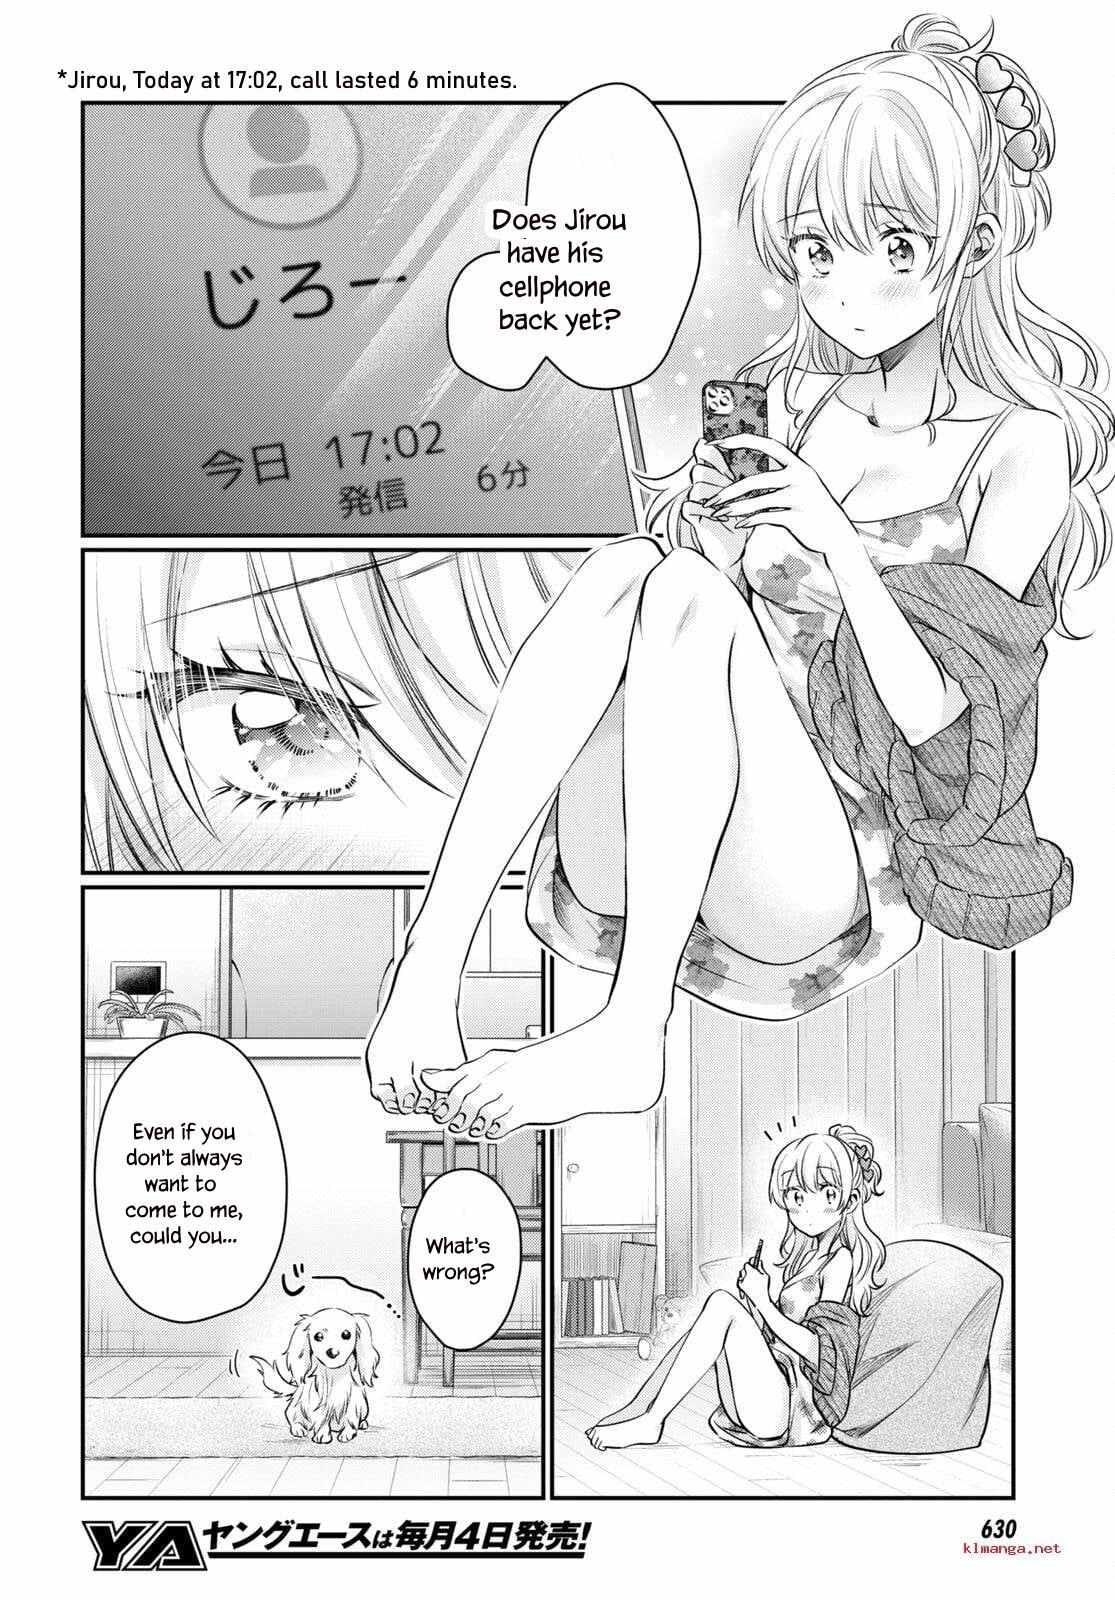 *Jirou, Today at 17:02, call lasted 6 minutes.
じろー
今日 17:02
発信 6分
Does Jirou
have his
cellphone
back yet?
Even if you
don't always
want to
come to me,
could you...
What's
wrong?
じ
YA ヤングエースは毎月4日発売!
630
klmanga.net